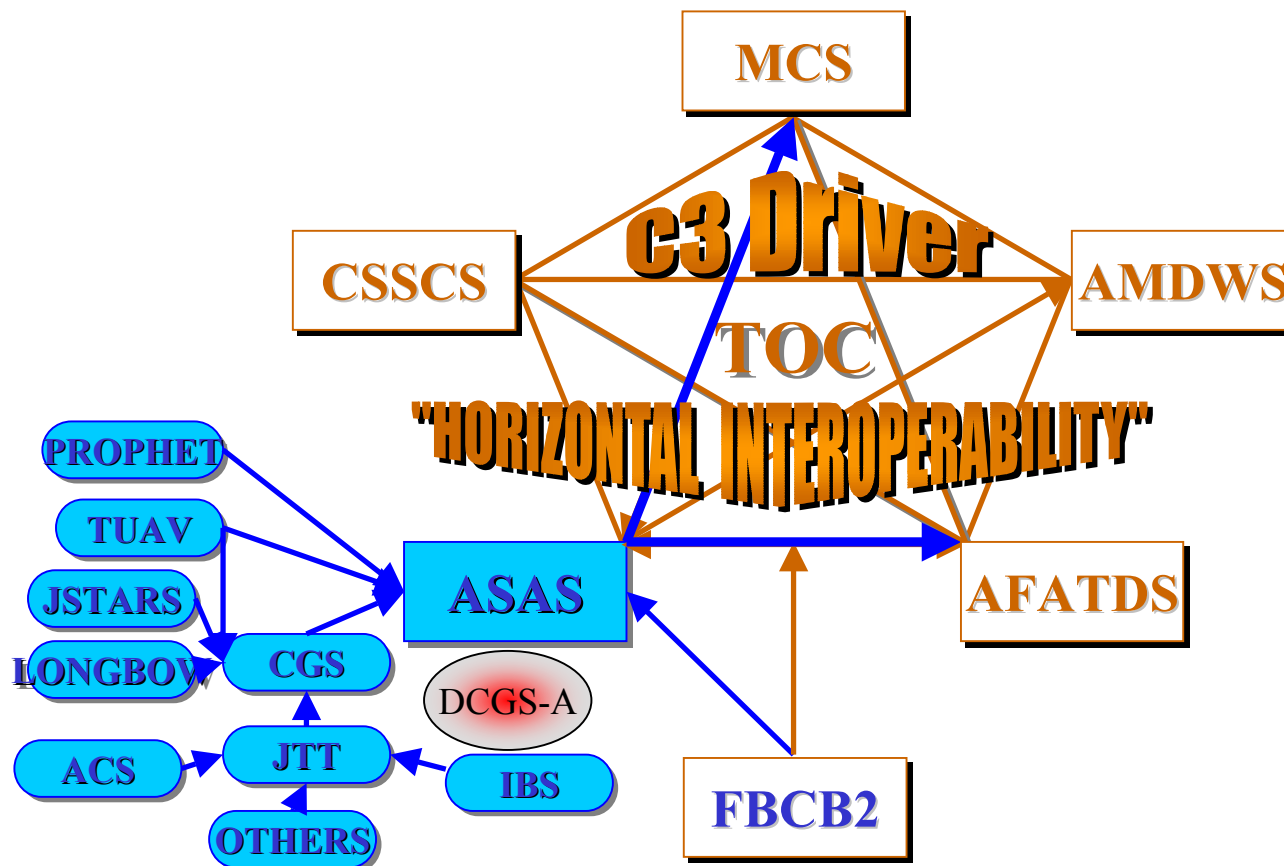 MCS
C3 Driver
CSSCS
AMDWS
TOC
"HORIZONTAL INTEROPERABILITY"
PROPHET
TUAV
JSTARS
LONGBOW
CGS
ASAS
AFATDS
DCGS-A
ACS
JTT
IBS
OTHERS
FBCB2